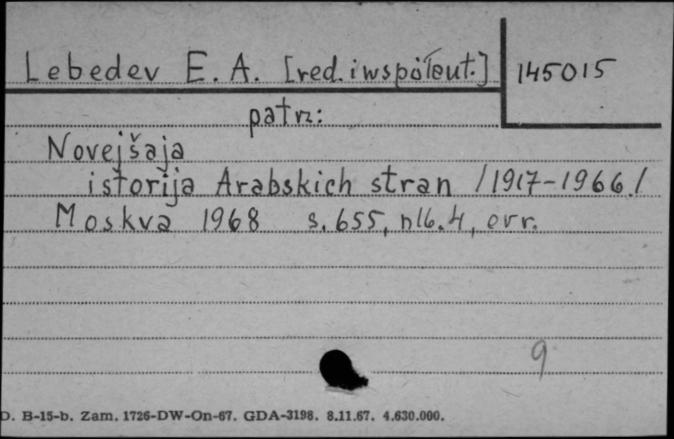 Lebedev E. A. [red. i współaut.] 145015
patrz:
Novejšaja
istorija Arabskich stran /1917-1966./
Moskva 1968 s. 655, nlb. 4, err.
9
D. B-15-b. Zam. 1726-DW-On-67. GDA-3198. 8.11.67. 4.630.000.